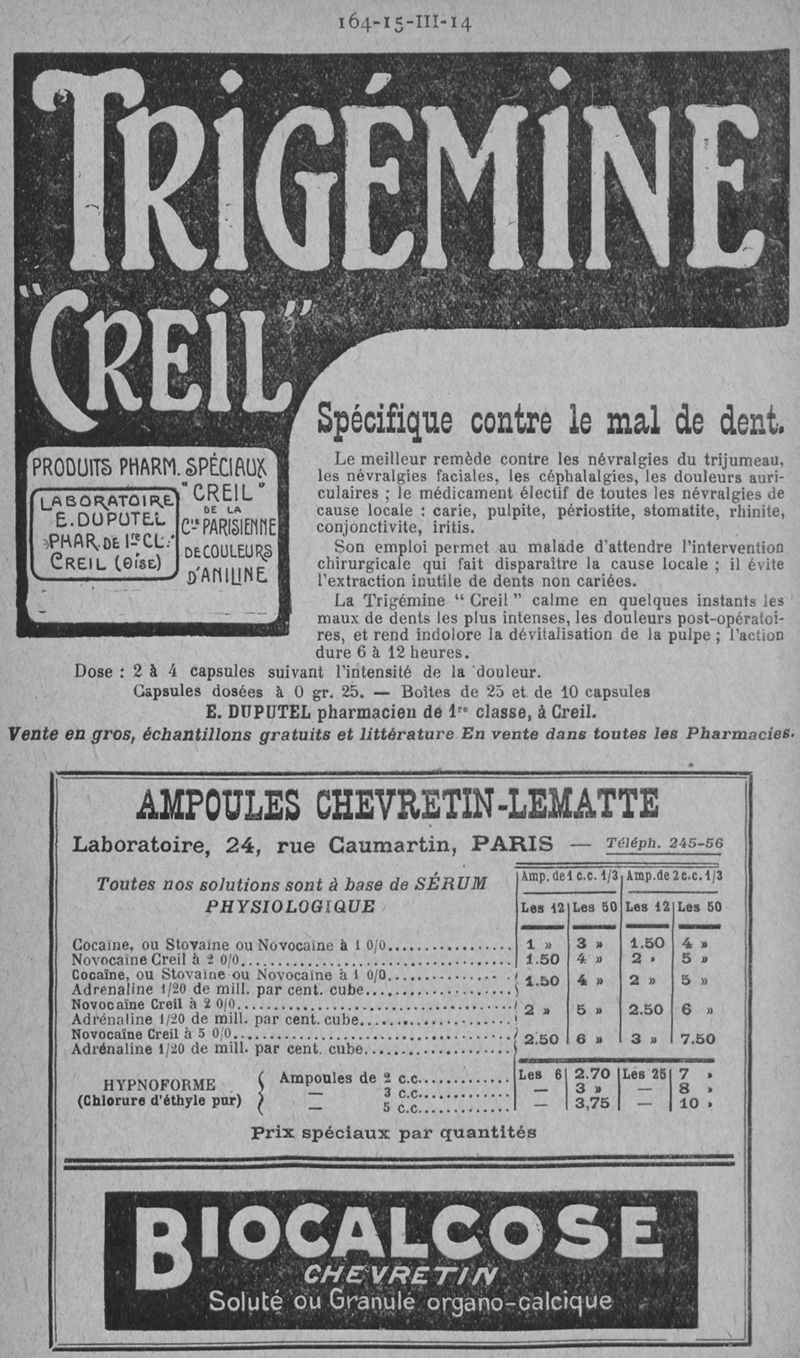 164-15-III-14
TRIGÉMINE
"CREIL"
Spécifique contre le mal de dent.
PRODUITS PHARM. SPÉCIAUX
LABORATOIRE
E. DUPUTEL
PHAR. DE 1re CL.
CREIL (OISE)
"CREIL"
DE LA
Cie PARISIENNE
DE COULEURS
D'ANILINE
Le meilleur remède contre les névralgies du trijumeau,
les névralgies faciales, les céphalalgies, les douleurs auri-
culaires ; le médicament électif de toutes les névralgies de
cause locale : carie, pulpite, périostite, stomatite, rhinite,
conjonctivite, iritis.
Son emploi permet au malade d'attendre l'intervention
chirurgicale qui fait disparaître la cause locale ; il évite
l'extraction inutile de dents non cariées.
La Trigémine “ Creil ” calme en quelques instants les
maux de dents les plus intenses, les douleurs post-opératoi-
res, et rend indolore la dévitalisation de la pulpe ; l'action
dure 6 à 12 heures.
Dose : 2 à 4 capsules suivant l'intensité de la douleur.
Capsules dosées à 0 gr. 25. — Boîtes de 25 et de 10 capsules
E. DUPUTEL pharmacien de 1re classe, à Creil.
Vente en gros, échantillons gratuits et littérature En vente dans toutes les Pharmacies.
AMPOULES CHEVRETIN-LEMATTE
Laboratoire, 24, rue Caumartin, PARIS — Téléph. 245-56
Toutes nos solutions sont à base de SÉRUM
PHYSIOLOGIQUE
Amp. de 1 c.c. 1/3 Amp. de 2 c.c. 1/3
Les 12 Les 50 Les 12 Les 50
Cocaïne, ou Stovaïne ou Novocaïne à 1 0/0................. 1 » 3 » 1.50 4 »
Novocaïne Creil à 2 0/0................. 1.50 4 » 2 » 5 »
Cocaïne, ou Stovaïne ou Novocaïne à 1 0/0................. 1.50 4 » 2 » 5 »
Adrenaline 1/20 de mill. par cent. cube.................
Novocaïne Creil à 2 0/0................. 2 » 5 » 2.50 6 »
Adrénaline 1/20 de mill. par cent. cube.................
Novocaïne Creil à 5 0/0................. 2.50 6 » 3 » 7.50
Adrénaline 1/20 de mill. par cent. cube.................
HYPNOFORME
(Chlorure d'éthyle pur)
Ampoules de 2 c.c............. Les 6 2.70 Les 25 7 »
— 3 c.c............. — 3 » — 8 »
— 5 c.c............. — 3,75 — 10 »
Prix spéciaux par quantités
BIOCALCOSE
CHEVRETIN
Soluté ou Granulé organo-calcique